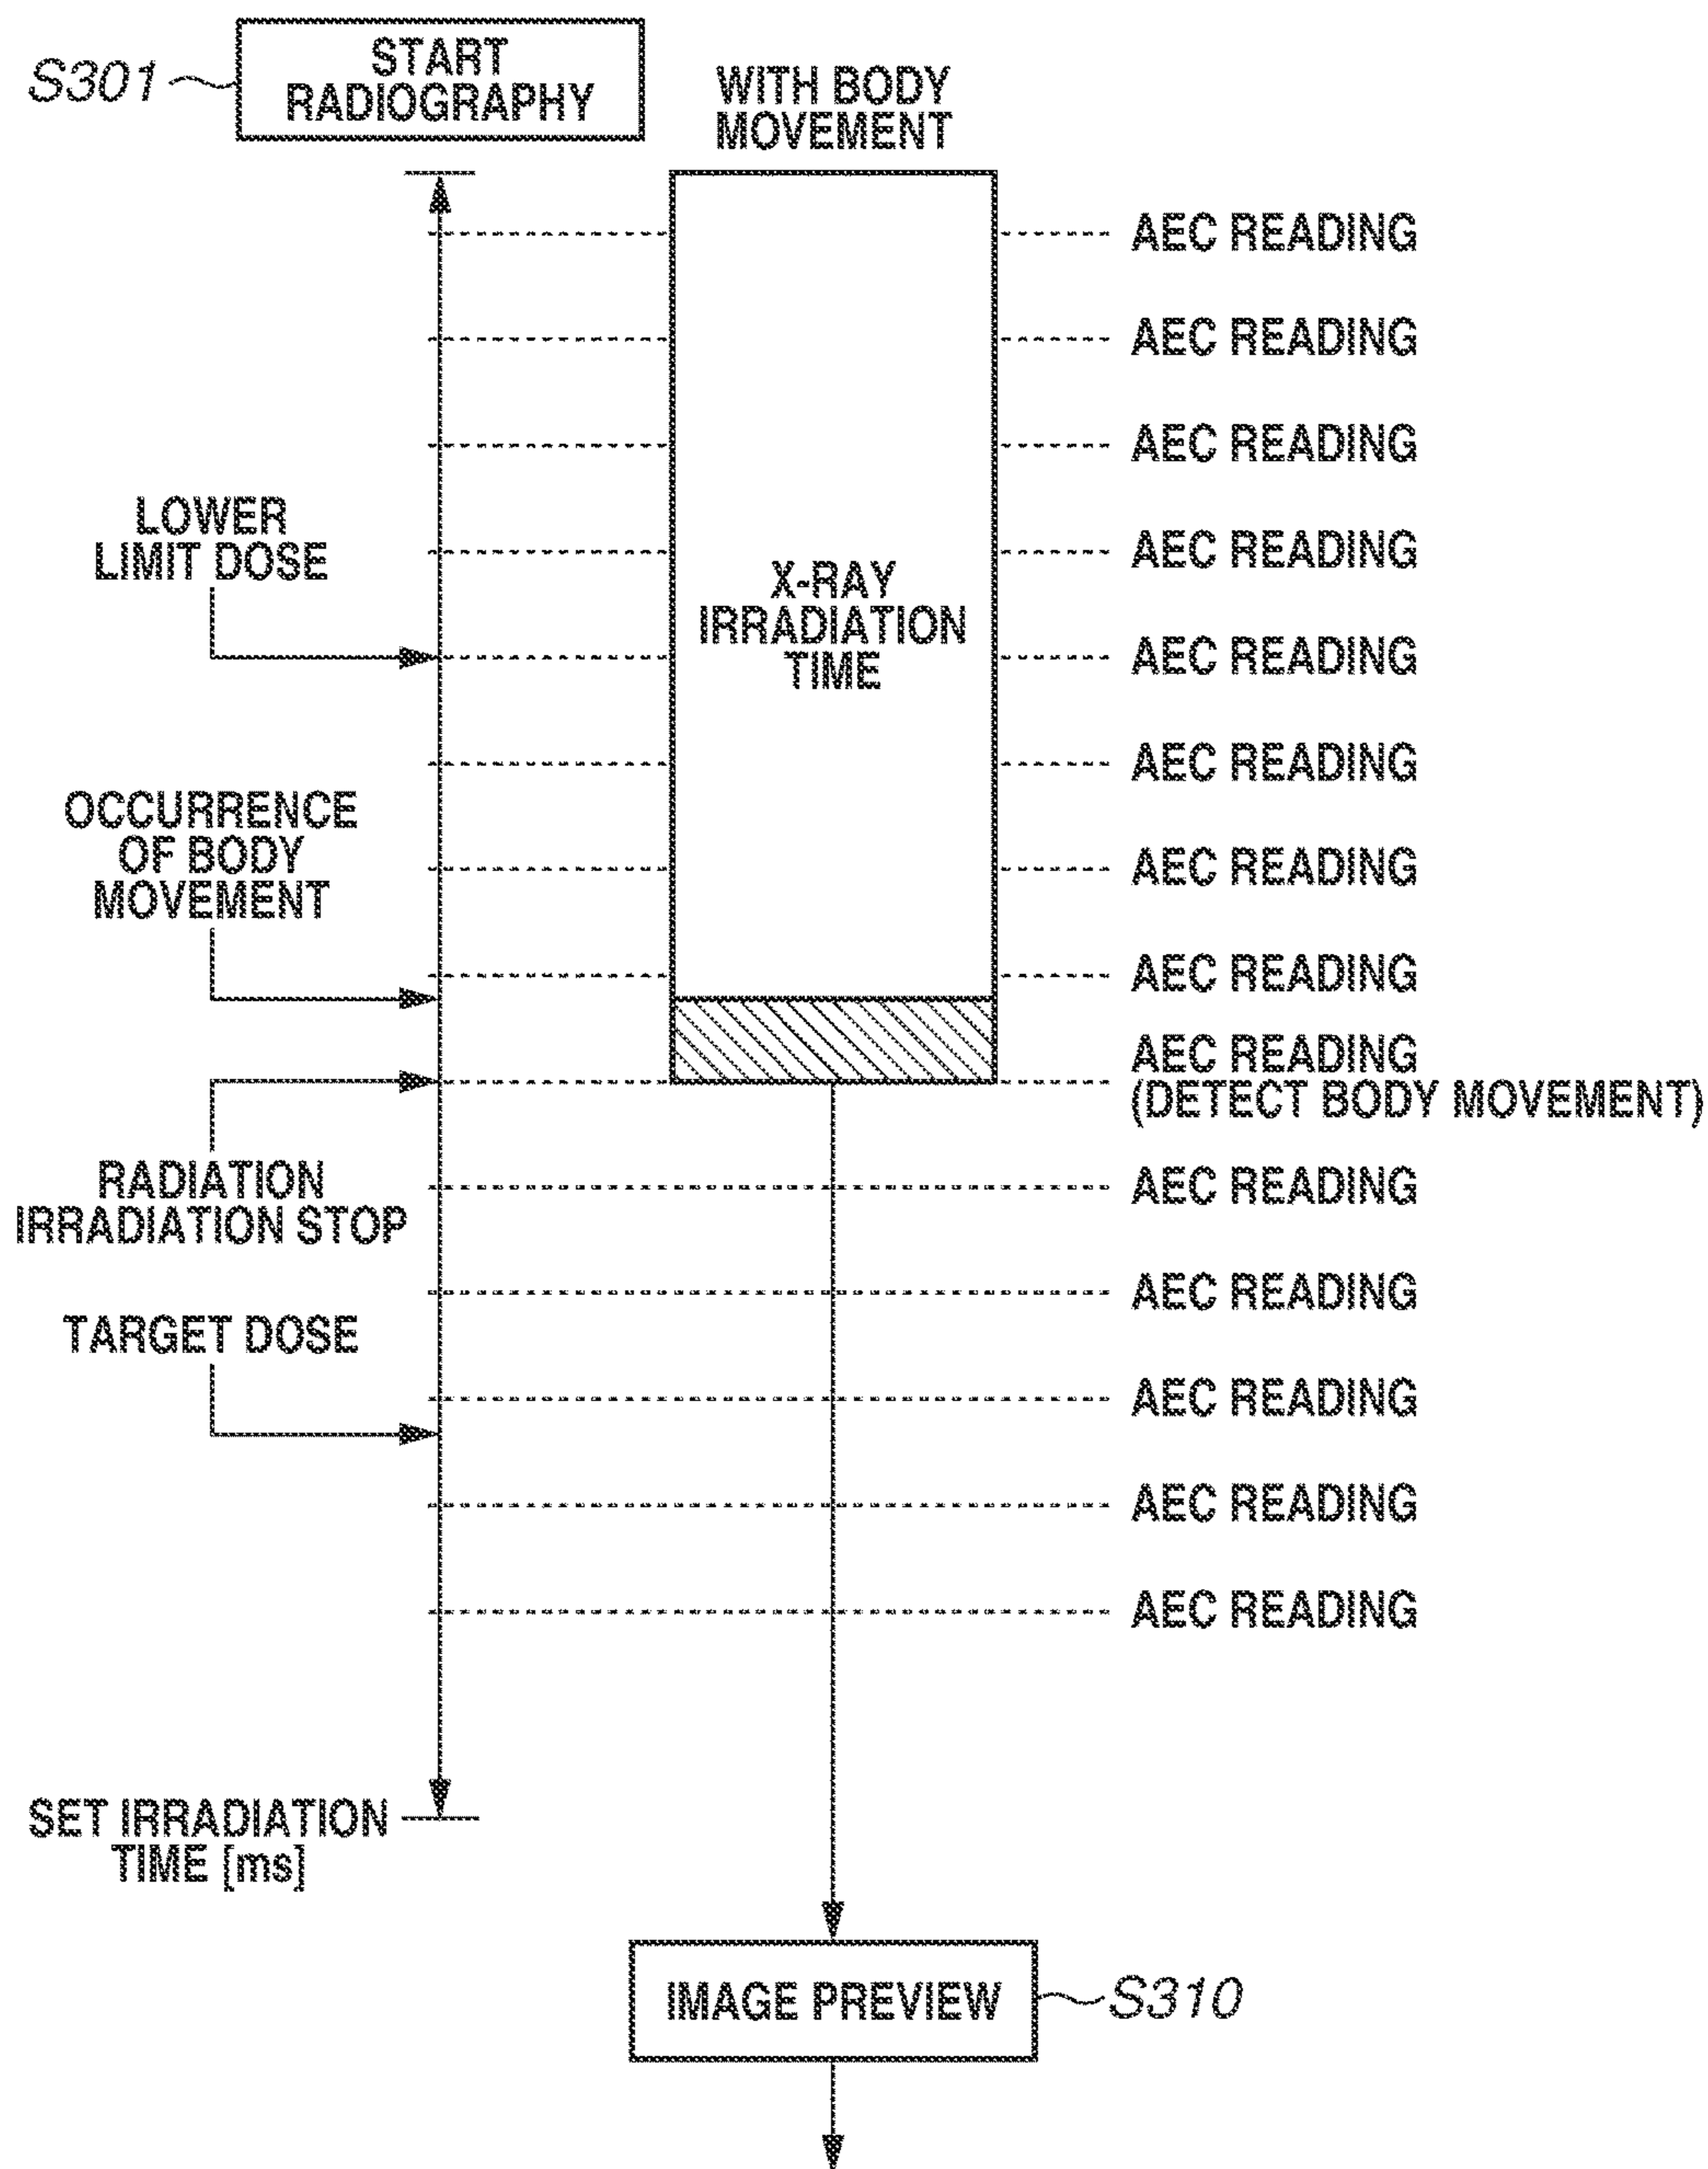 S301
START
RADIOGRAPHY
WITH BODY
MOVEMENT
AEC READING
AEC READING
AEC READING
LOWER
LIMIT DOSE
AEC READING
X-RAY
IRRADIATION
TIME
AEC READING
AEC READING
OCCURRENCE
OF BODY
MOVEMENT
AEC READING
AEC READING
AEC READING
(DETECT BODY MOVEMENT)
RADIATION
IRRADIATION STOP
AEC READING
AEC READING
TARGET DOSE
AEC READING
AEC READING
AEC READING
SET IRRADIATION
TIME [ms]
IMAGE PREVIEW
S310